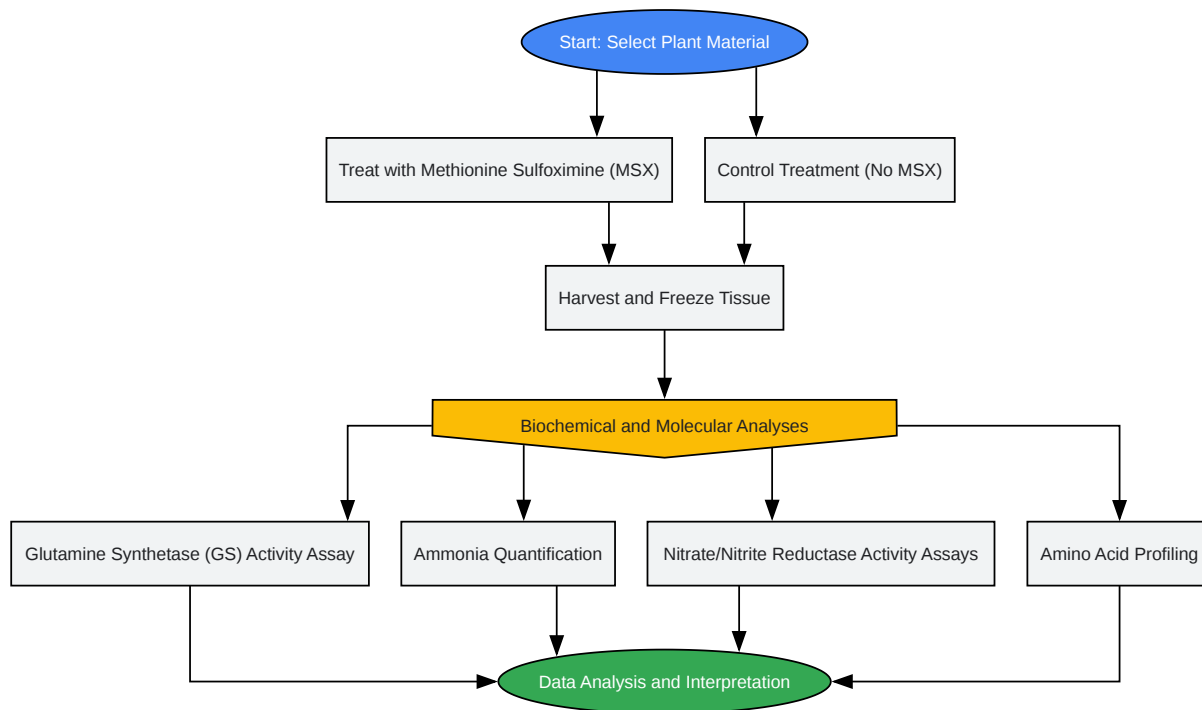 Start: Select Plant Material
Treat with Methionine Sulfoximine (MSX)
Control Treatment (No MSX)
Harvest and Freeze Tissue
Biochemical and Molecular Analyses
Glutamine Synthetase (GS) Activity Assay
Ammonia Quantification
Nitrate/Nitrite Reductase Activity Assays
Amino Acid Profiling
Data Analysis and Interpretation